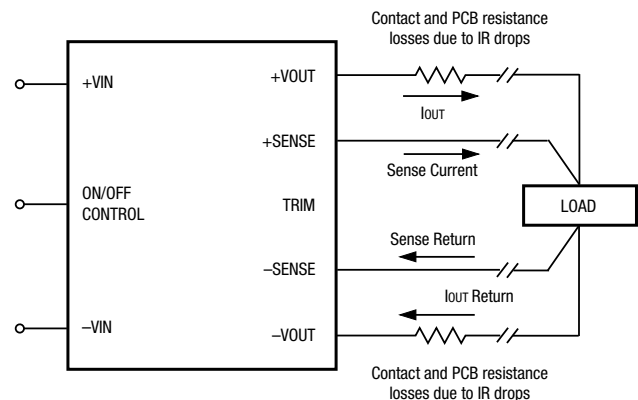 Contact and PCB resistance
losses due to IR drops
+VOUT
+VIN
IOUT
+SENSE
Sense Current
ON/OFF
CONTROL
TRIM
LOAD
Sense Return
−SENSE
IOUT Return
−VIN
−VOUT
Contact and PCB resistance
losses due to IR drops